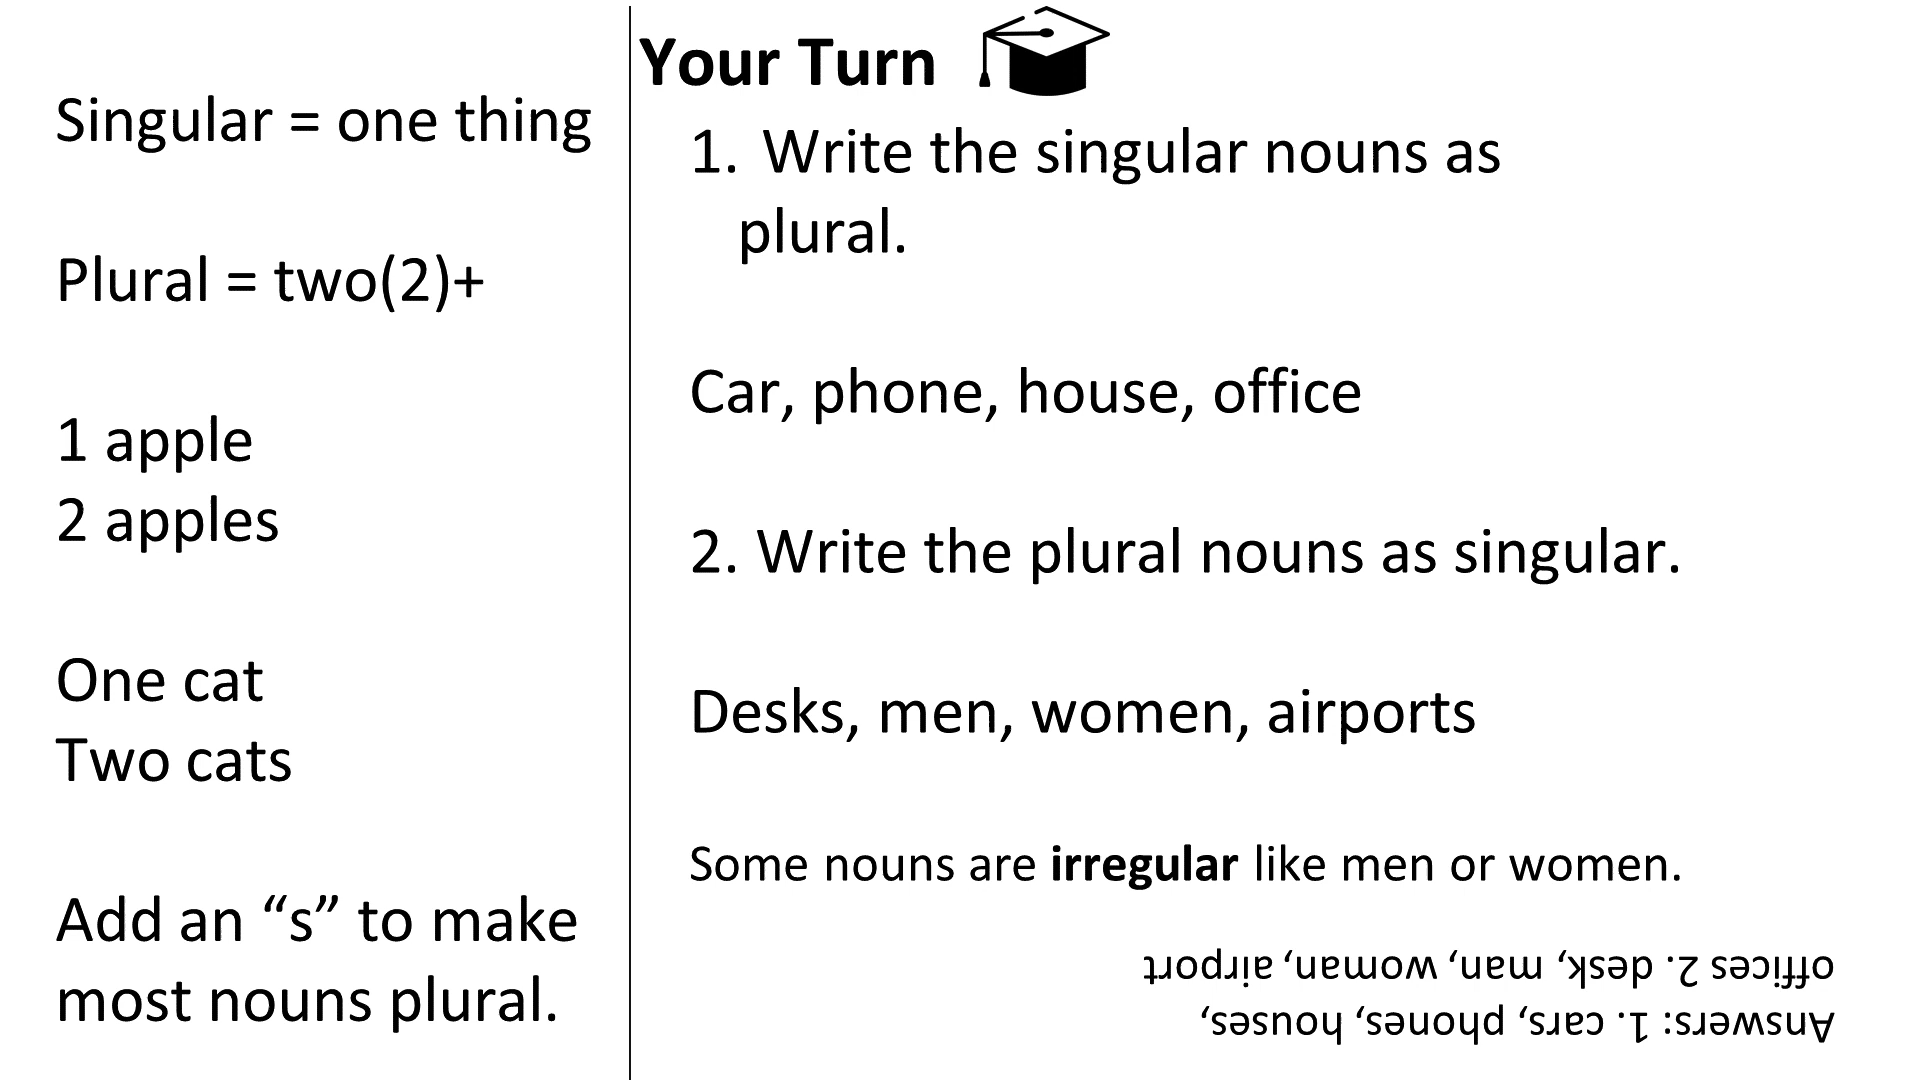 Singular = one thing
Plural = two(2)+
1 apple
2 apples
One cat
Two cats
Add an “s” to make
most nouns plural.
Your Turn
1. Write the singular nouns as
plural.
Car, phone, house, office
2. Write the plural nouns as singular.
Desks, men, women, airports
Some nouns are irregular like men or women.
Answers: 1. cars, phones, houses,
offices 2. desk, man, woman, airport